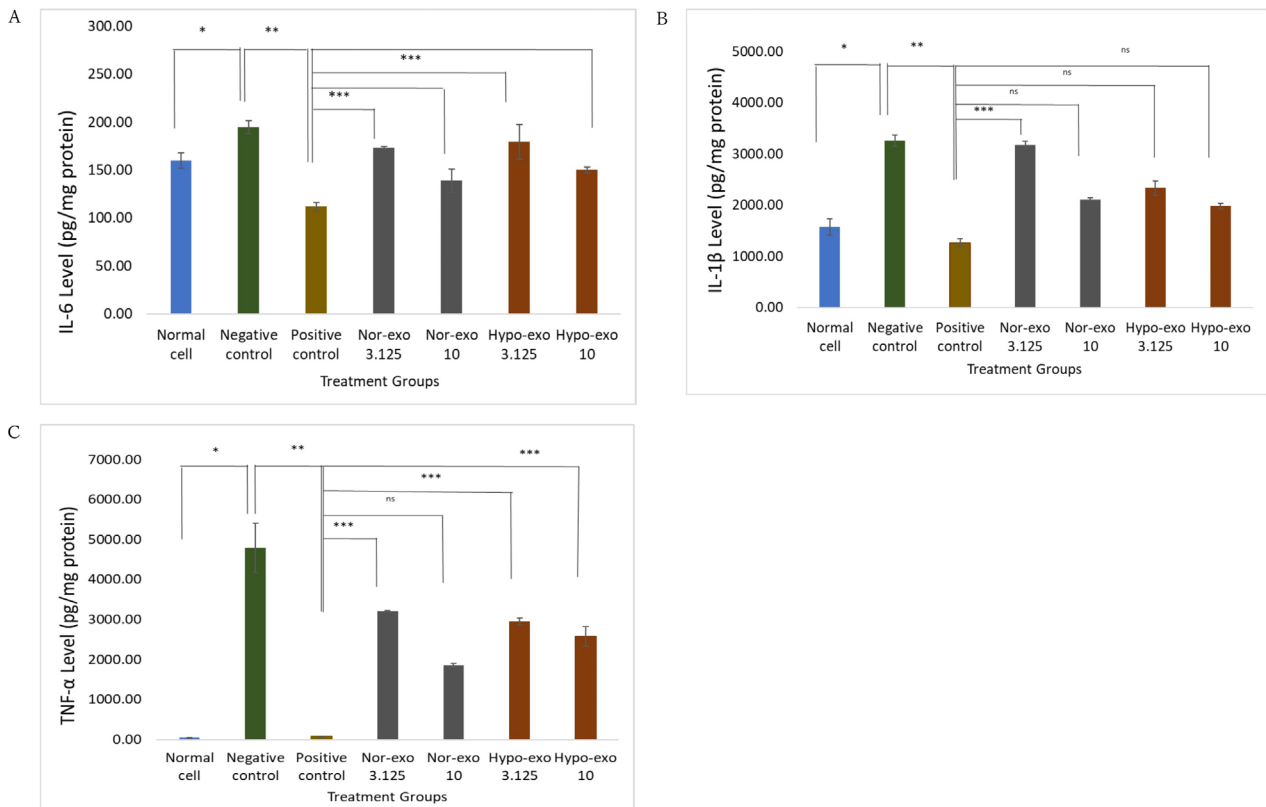 A
300.00
250.00
200.00
150.00
100.00
50.00
0.00
IL-6 Level (pg/mg protein)
*
**
***
***
Normal cell
Negative control
Positive control
Nor-exo 3.125
Nor-exo 10
Hypo-exo 3.125
Hypo-exo 10
Treatment Groups
B
5000.00
4000.00
3000.00
2000.00
1000.00
0.00
IL-1β Level (pg/mg protein)
*
**
ns
ns
ns
***
Normal cell
Negative control
Positive control
Nor-exo 3.125
Nor-exo 10
Hypo-exo 3.125
Hypo-exo 10
Treatment Groups
C
7000.00
6000.00
5000.00
4000.00
3000.00
2000.00
1000.00
0.00
TNF-α Level (pg/mg protein)
*
**
***
***
ns
***
Normal cell
Negative control
Positive control
Nor-exo 3.125
Nor-exo 10
Hypo-exo 3.125
Hypo-exo 10
Treatment Groups